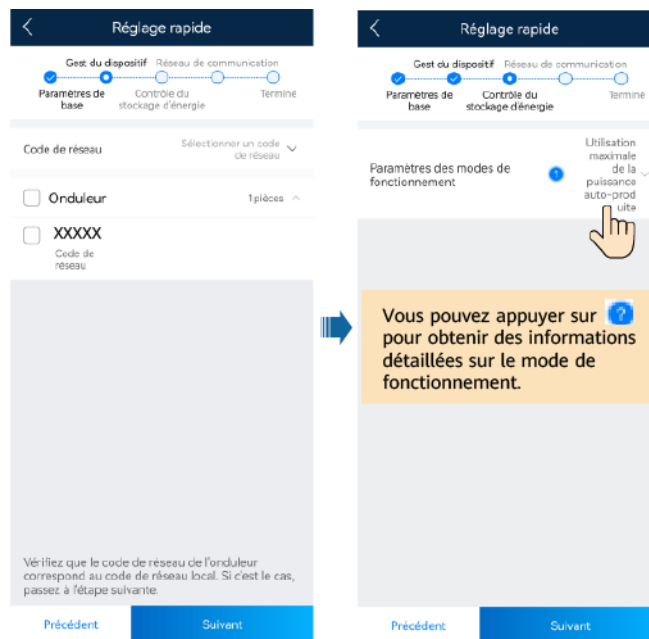 Réglage rapide
Gest du dispositif Réseau de communication
Paramètres de base
Contrôle du stockage d'énergie
Terminé
Code de réseau
Sélectionner un code de réseau
Onduleur
1pièces
XXXXX
Code de réseau
Vérifiez que le code de réseau de l'onduleur
correspond au code de réseau local. Si c'est le cas,
passez à l'étape suivante.
Précédent
Suivant
Réglage rapide
Gest du dispositif Réseau de communication
Paramètres de base
Contrôle du stockage d'énergie
Terminé
Paramètres des modes de
fonctionnement
Utilisation
maximale
de la
puissance
auto-prod
uite
Vous pouvez appuyer sur ?
pour obtenir des informations
détaillées sur le mode de
fonctionnement.
Précédent
Suivant